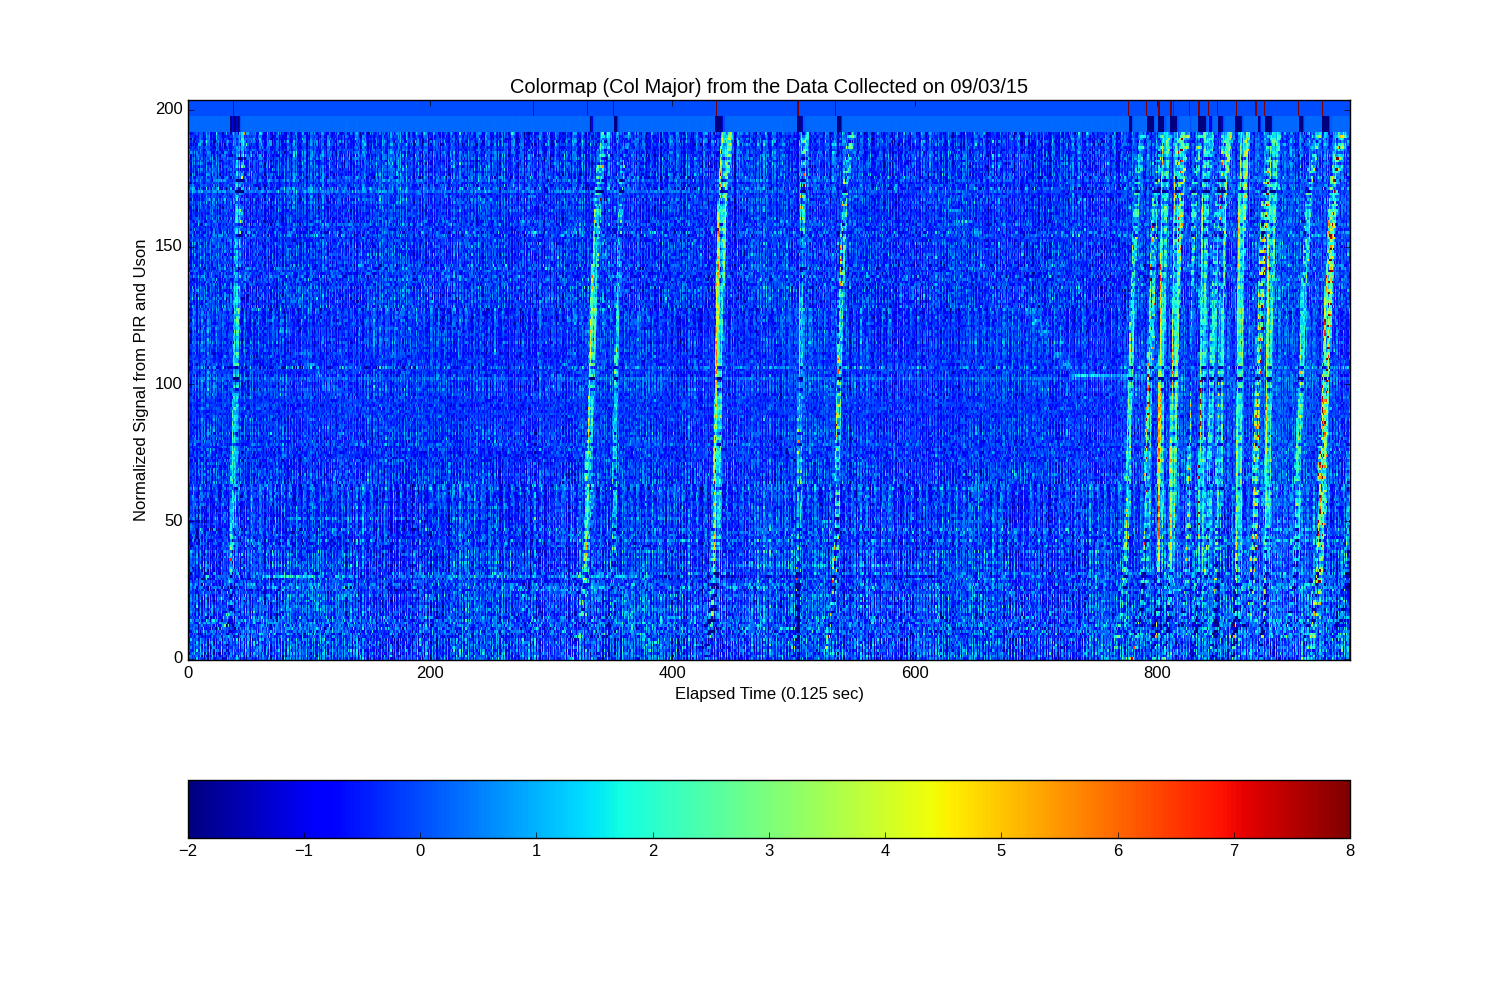 Colormap (Col Major) from the Data Collected on 09/03/15
200
150
100
50
0
Normalized Signal from PIR and Uson
0 200 400 600 800
Elapsed Time (0.125 sec)
−2 −1 0 1 2 3 4 5 6 7 8